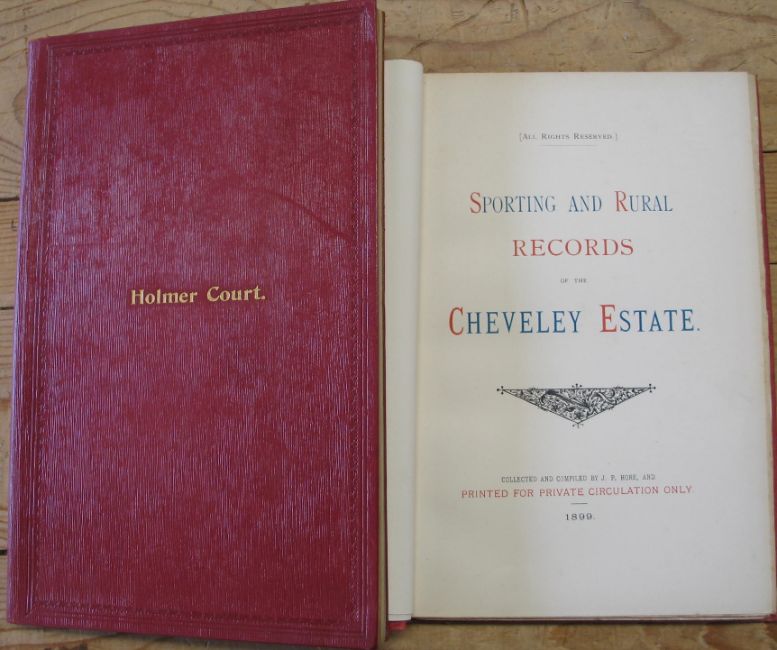 Holmer Court.
[ALL RIGHTS RESERVED.]
SPORTING AND RURAL
RECORDS
OF THE
CHEVELEY ESTATE.
COLLECTED AND COMPILED BY J. P. HORE, AND
PRINTED FOR PRIVATE CIRCULATION ONLY.
1899.